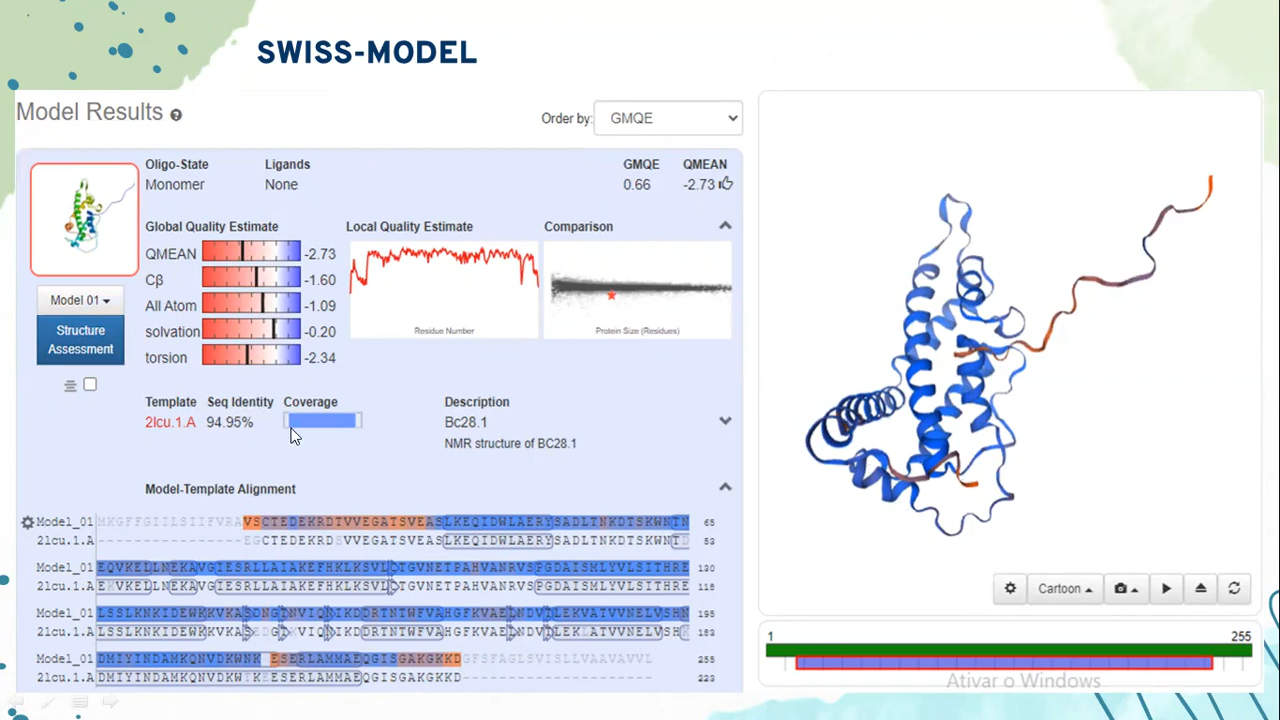 SWISS-MODEL
Model Results
Order by: GMQE
Oligo-State Ligands GMQE QMEAN
Monomer None 0.66 -2.73
Global Quality Estimate Local Quality Estimate Comparison
QMEAN -2.73
Cβ -1.60
All Atom -1.09
solvation -0.20
torsion -2.34
Residue Number Protein Size (Residues)
Model 01
Structure
Assessment
Template Seq Identity Coverage Description
2lcu.1.A 94.95% Bc28.1
NMR structure of BC28.1
Model-Template Alignment
Model_01 MKGFFGIILSIIFVRAVSCTEDEKRDTVVEGATSVEASLKEQIDWLAERYSADLTNKDTSKWNTN 65
2lcu.1.A ----------------EGCTEDEKRDSVVEGATSVEASLKEQIDWLAERYSADLTNKDTSKWNTD 53
Model_01 EQVKELLNEKAVGIESRLLAIAKEFHKLKSVLDTGVNETPAHVANRVSPGDAISMLYVSITHRE 130
2lcu.1.A EKVKELLNEKAVGIESRLLAIAKEFHKLKSVLDTGVNETPAHVANRVSPGDAISMLYVSITHRE 118
Model_01 195
2lcu.1.A 183
Model_01 255
2lcu.1.A 223
Cartoon
1 255
Ativar o Windows